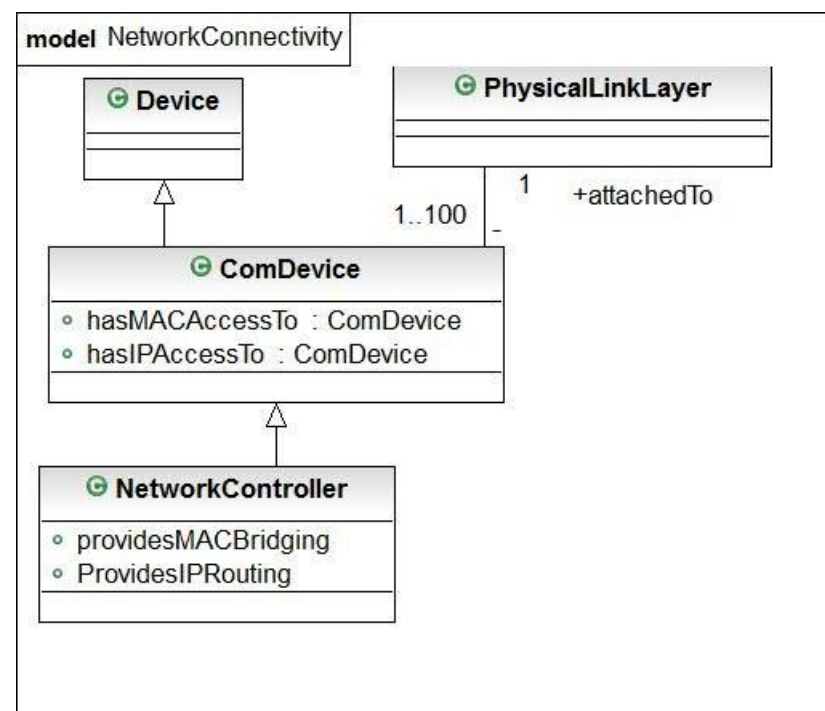 model NetworkConnectivity
Device
PhysicalLinkLayer
1
+attachedTo
1..100
-
ComDevice
hasMACAccessTo : ComDevice
hasIPAccessTo : ComDevice
NetworkController
providesMACBridging
ProvidesIPRouting